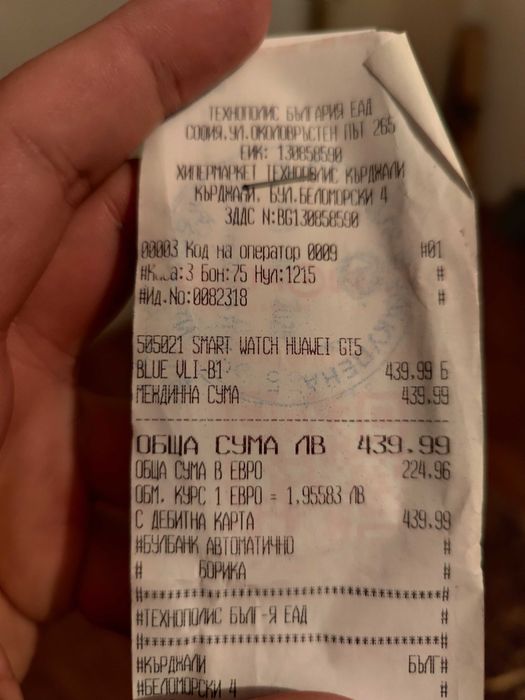 ТЕХНОПОЛИС БЪЛГАРИЯ ЕАД
СОФИЯ, УЛ. ОКОЛОВРЪСТЕН ПЪТ 265
ЕИК: 130858590
ХИПЕРМАРКЕТ ТЕХНОПОЛИС КЪРДЖАЛИ
КЪРДЖАЛИ, БУЛ.БЕЛОМОРСКИ 4
ЗДДС N:BG130858590
00003 Код на оператор 0009 #01
#Каса:3 Бон:75 Нул:1215 #
#Ид.No:0082318 #
505021 SMART WATCH HUAWEI GT5
BLUE VLI-B1 439.99 Б
МЕЖДИННА СУМА 439.99
ОБЩА СУМА ЛВ 439.99
ОБЩА СУМА В ЕВРО 224.96
ОБМ. КУРС 1 ЕВРО = 1,95583 ЛВ
С ДЕБИТНА КАРТА 439.99
#БУЛБАНК АВТОМАТИЧНО #
# БОРИКА #
#ТЕХНОПОЛИС БЪЛГ-Я ЕАД #
#КЪРДЖАЛИ БЪЛГ#
#БЕЛОМОРСКИ 4 #